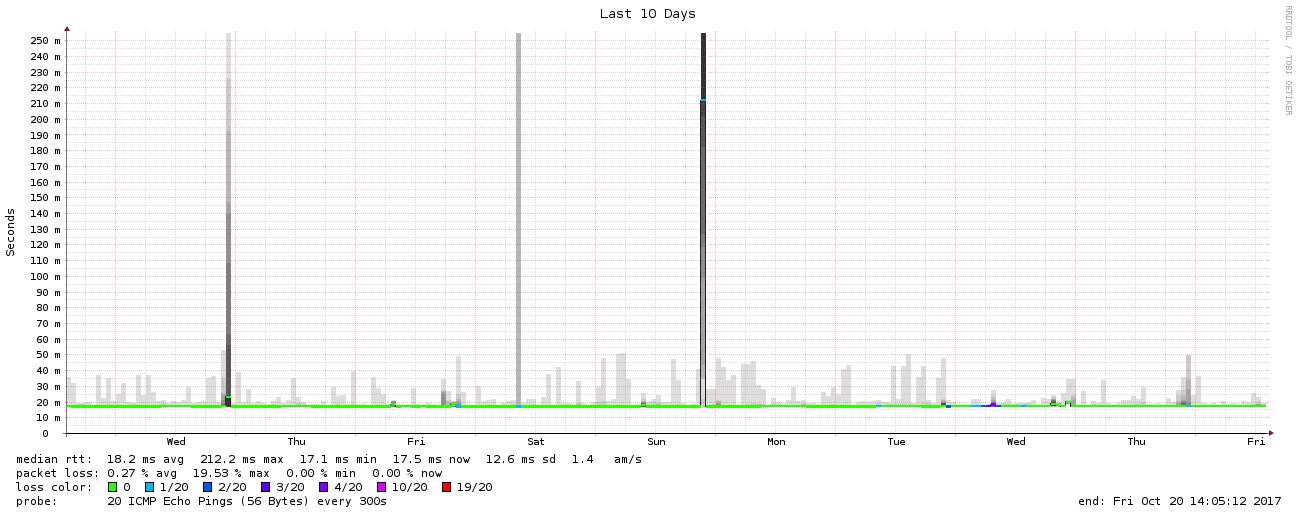 Last 10 Days
RRDTOOL / TOBI OETIKER
Seconds
250 m
240 m
230 m
220 m
210 m
200 m
190 m
180 m
170 m
160 m
150 m
140 m
130 m
120 m
110 m
100 m
90 m
80 m
70 m
60 m
50 m
40 m
30 m
20 m
10 m
0
Wed Thu Fri Sat Sun Mon Tue Wed Thu Fri
median rtt: 18.2 ms avg 212.2 ms max 17.1 ms min 17.5 ms now 12.6 ms sd 1.4 am/s
packet loss: 0.27 % avg 19.53 % max 0.00 % min 0.00 % now
loss color: 0 1/20 2/20 3/20 4/20 10/20 19/20
probe: 20 ICMP Echo Pings (56 Bytes) every 300s end: Fri Oct 20 14:05:12 2017